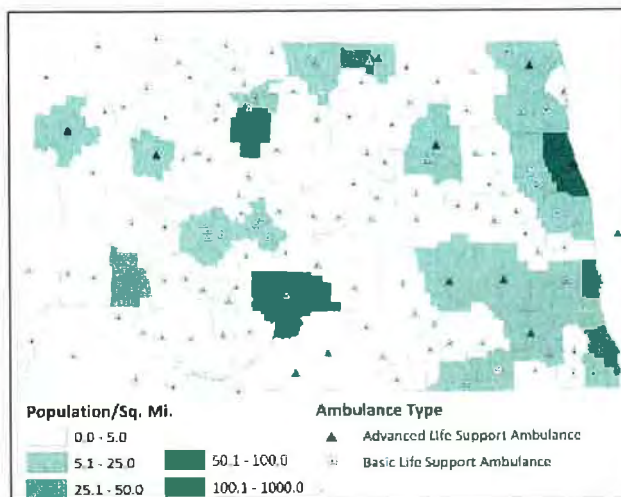 Population/Sq. Mi.
0.0 - 5.0
5.1 - 25.0
25.1 - 50.0
50.1 - 100.0
100.1 - 1000.0
Ambulance Type
Advanced Life Support Ambulance
Basic Life Support Ambulance